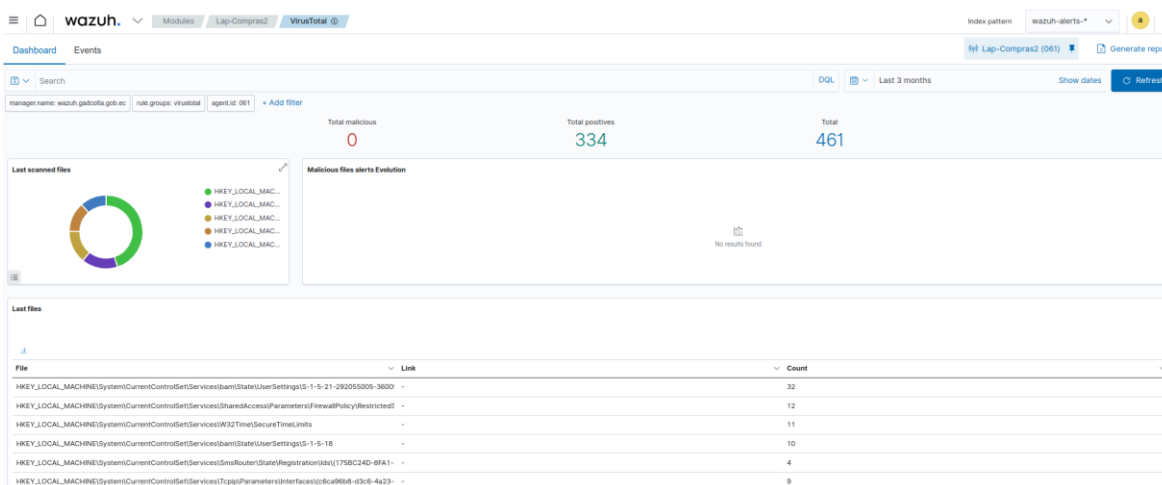 wazuh. Modules Lap-Compras2 VirusTotal Index pattern wazuh-alerts-* a
Dashboard Events Lap-Compras2 (061) Generate repo
Search DQL Last 3 months Show dates Refresh
manager.name: wazuh.gadcolta.gob.ec rule.groups: virustotal agent.id: 061 + Add filter
Total malicious Total positives Total
0 334 461
Last scanned files Malicious files alerts Evolution
HKEY_LOCAL_MAC...
HKEY_LOCAL_MAC...
HKEY_LOCAL_MAC...
HKEY_LOCAL_MAC...
HKEY_LOCAL_MAC...
No results found
Last files
File Link Count
HKEY_LOCAL_MACHINE\System\CurrentControlSet\Services\bam\State\UserSettings\S-1-5-21-292055005-3600 - 32
HKEY_LOCAL_MACHINE\System\CurrentControlSet\Services\SharedAccess\Parameters\FirewallPolicy\Restricted - 12
HKEY_LOCAL_MACHINE\System\CurrentControlSet\Services\W32Time\SecureTimeLimits - 11
HKEY_LOCAL_MACHINE\System\CurrentControlSet\Services\bam\State\UserSettings\S-1-5-18 - 10
HKEY_LOCAL_MACHINE\System\CurrentControlSet\Services\SmsRouter\State\Registration\Ids\{175BC24D-8FA1- - 4
HKEY_LOCAL_MACHINE\System\CurrentControlSet\Services\Tcpip\Parameters\Interfaces\{c6ca96b8-d3c6-4a23- - 9